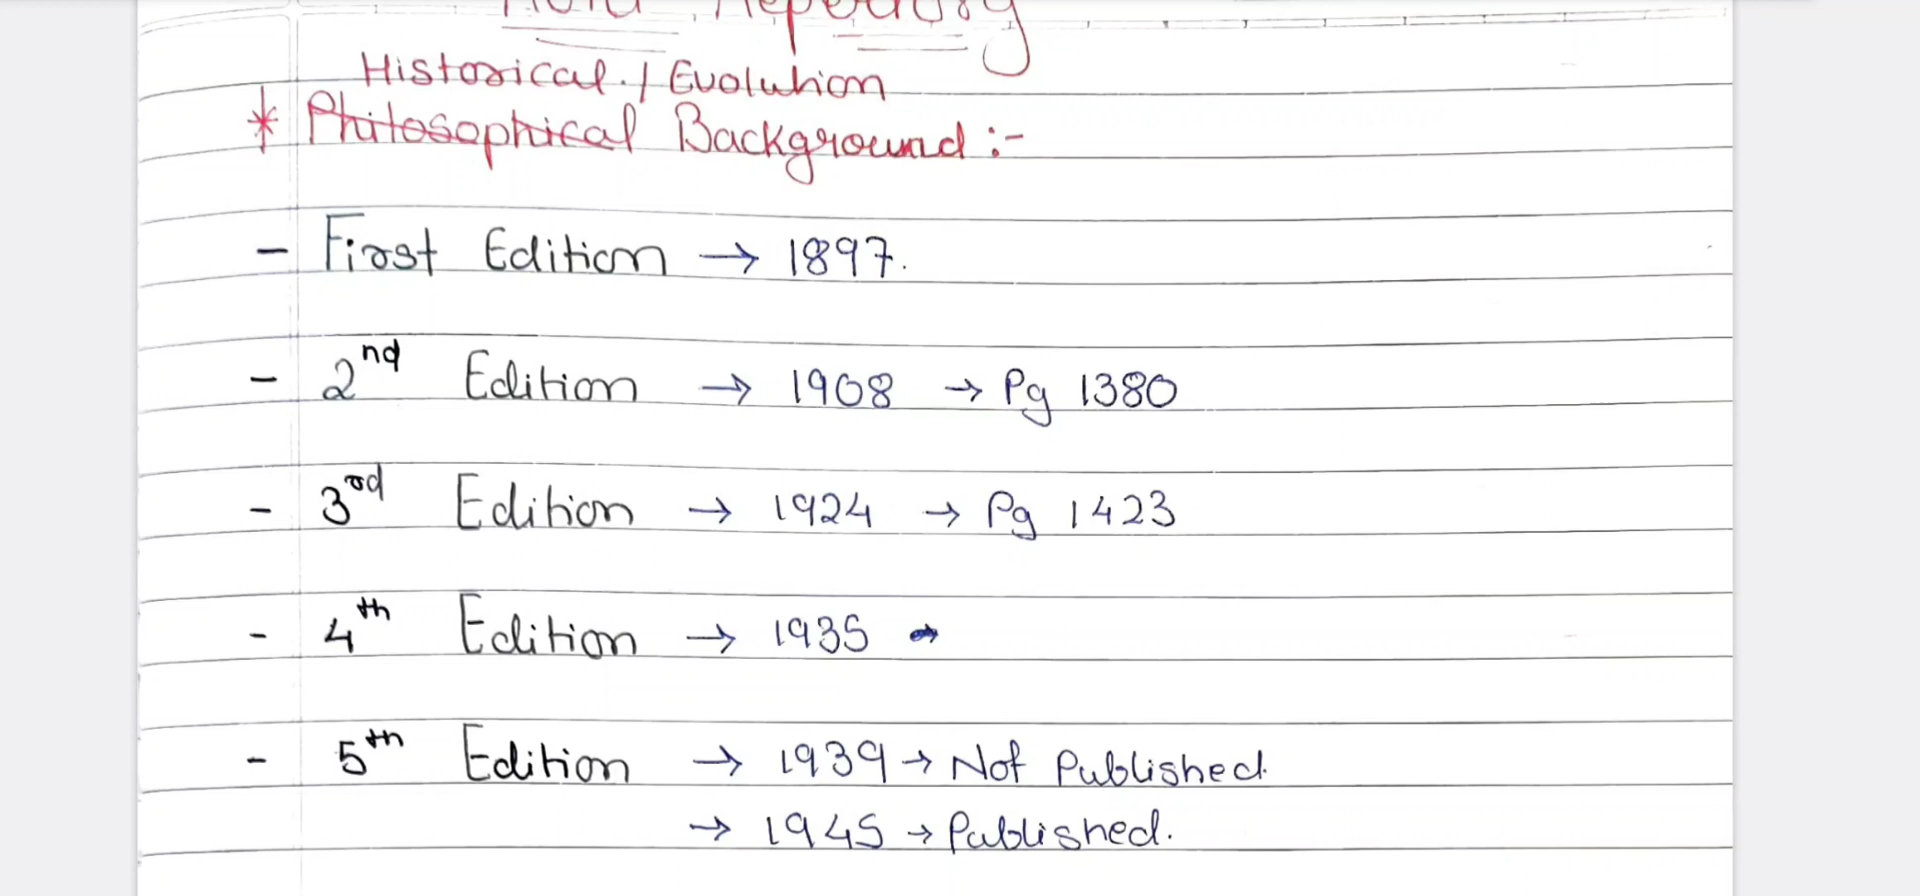 Repertory
Historical / Evolution
* Philosophical Background :-
- First Edition → 1897.
- 2nd Edition → 1908 → Pg 1380
- 3rd Edition → 1924 → Pg 1423
- 4th Edition → 1935 →
- 5th Edition → 1939 → Not Published.
→ 1945 → Published.